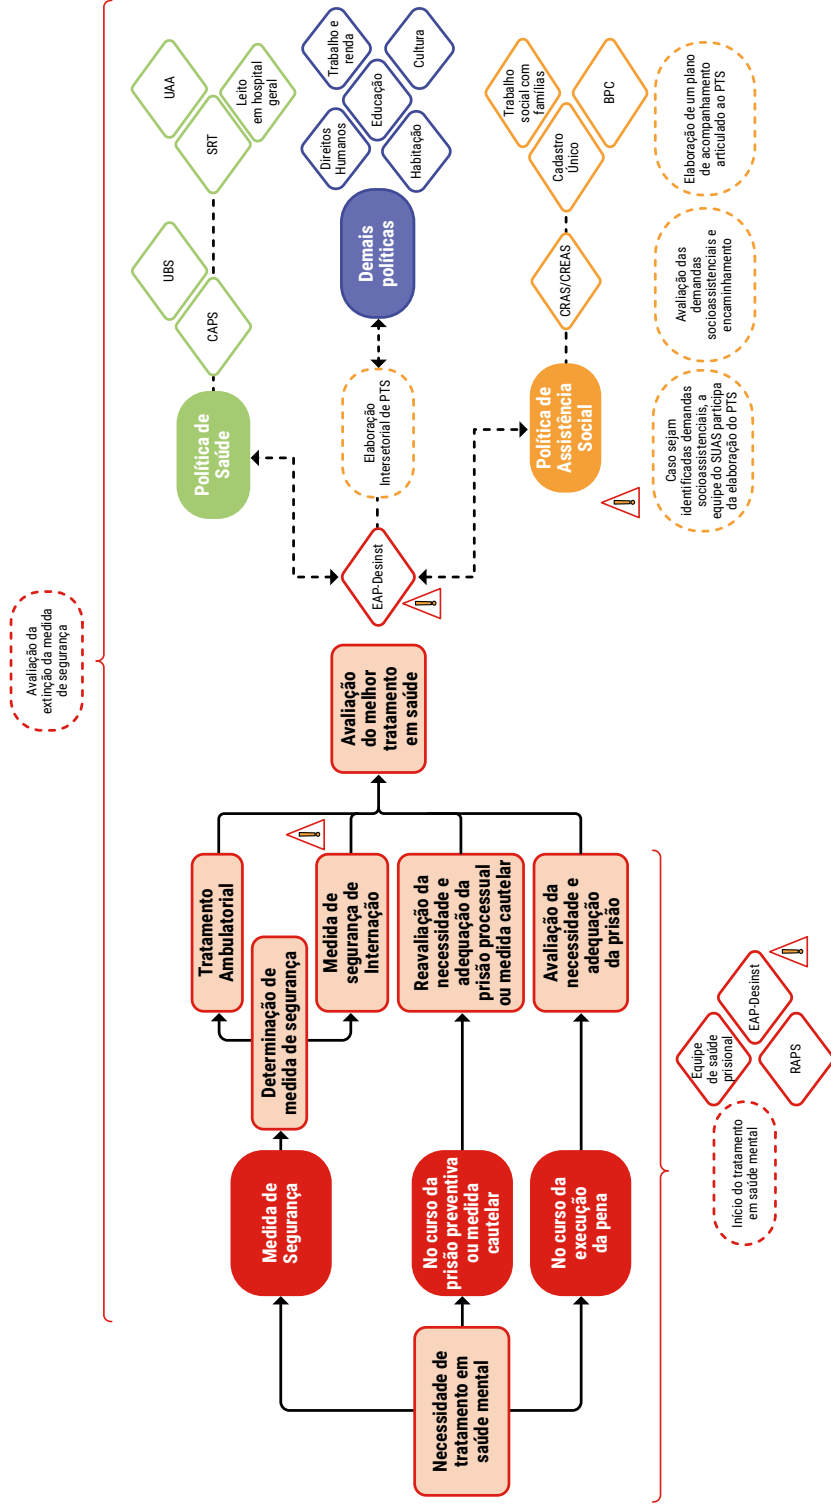 Avaliação da
extinção da medida
de segurança
Necessidade de
tratamento em
saúde mental
Medida de
Segurança
No curso da
prisão preventiva
ou medida
cautelar
No curso da
execução
da pena
Determinação de
medida de segurança
Tratamento
Ambulatorial
Medida de
segurança de
Internação
Reavaliação da
necessidade e
adequação da
prisão processual
ou medida cautelar
Avaliação da
necessidade e
adequação
da prisão
Início do tratamento
em saúde mental
Equipe
de saúde
prisional
EAP-Desinst
RAPS
Avaliação
do melhor
tratamento
em saúde
EAP-Desinst
Elaboração
Intersetorial de PTS
Política de
Saúde
CAPS
UBS
SRT
UAA
Leito
em hospital
geral
Demais
políticas
Direitos
Humanos
Trabalho e
renda
Educação
Habitação
Cultura
Política de
Assistência
Social
CRAS/CREAS
Cadastro
Único
Trabalho
social com
famílias
BPC
Caso sejam
identificadas demandas
socioassistenciais, a
equipe do SUAS participa
da elaboração do PTS
Avaliação das
demandas
socioassistenciais e
encaminhamento
Elaboração de um plano
de acompanhamento
articulado ao PTS